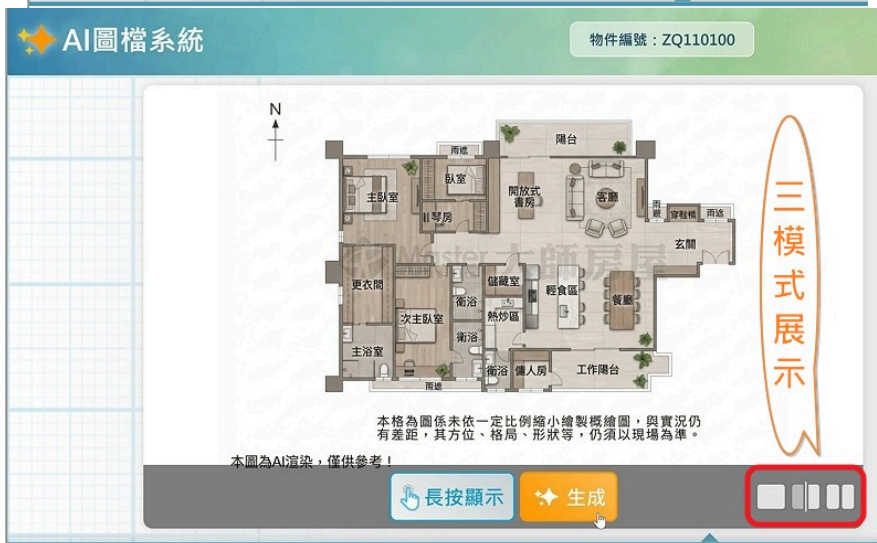 AI圖檔系統
物件編號：ZQ110100
N
陽台
雨遮
臥室
主臥室
開放式
書房
客廳
琴房
雨遮
穿鞋櫃
雨遮
玄關
Master 大師房屋
更衣間
儲藏室
衛浴
輕食區
餐廳
次主臥室
熱炒區
衛浴
主浴室
衛浴
傭人房
工作陽台
雨遮
三模式展示
本格為圖係未依一定比例縮小繪製概繪圖，與實況仍
有差距，其方位、格局、形狀等，仍須以現場為準。
本圖為AI渲染，僅供參考！
長按顯示
生成